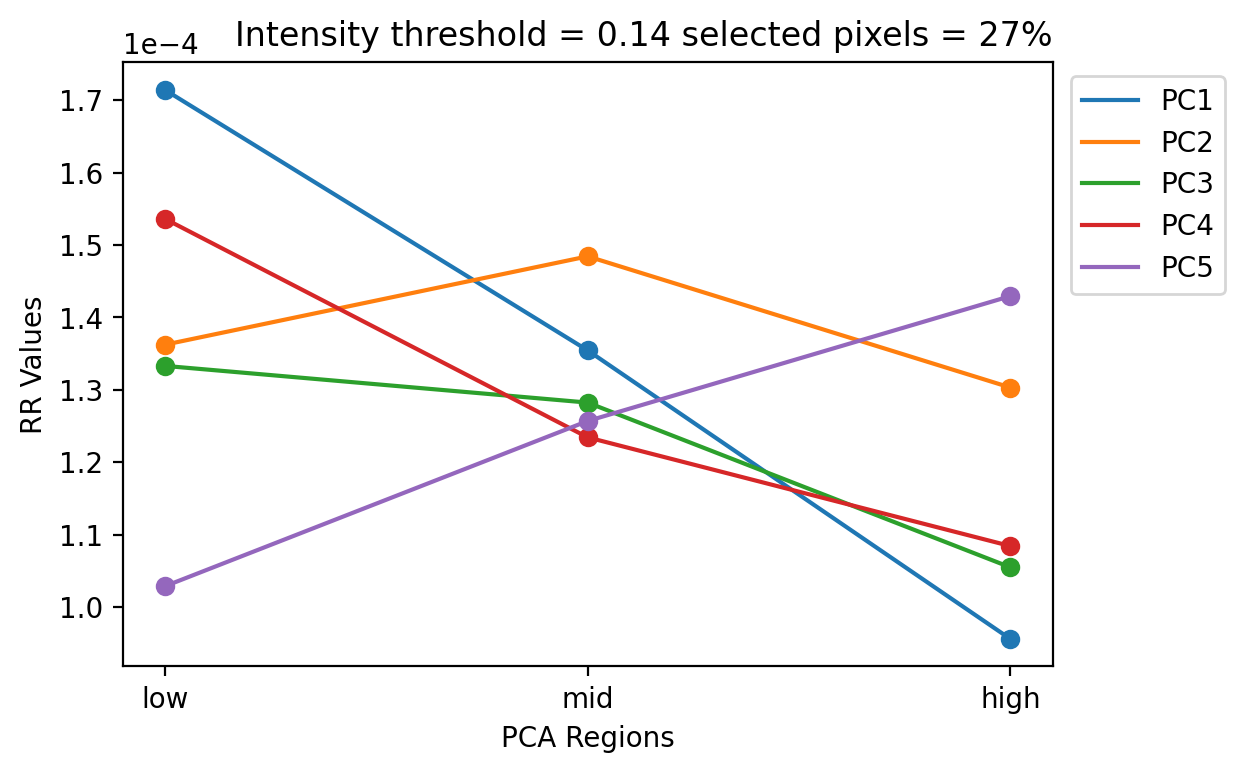 Intensity threshold = 0.14 selected pixels = 27%
1e−4
1.7
1.6
1.5
1.4
1.3
1.2
1.1
1.0
RR Values
low
mid
high
PCA Regions
PC1
PC2
PC3
PC4
PC5